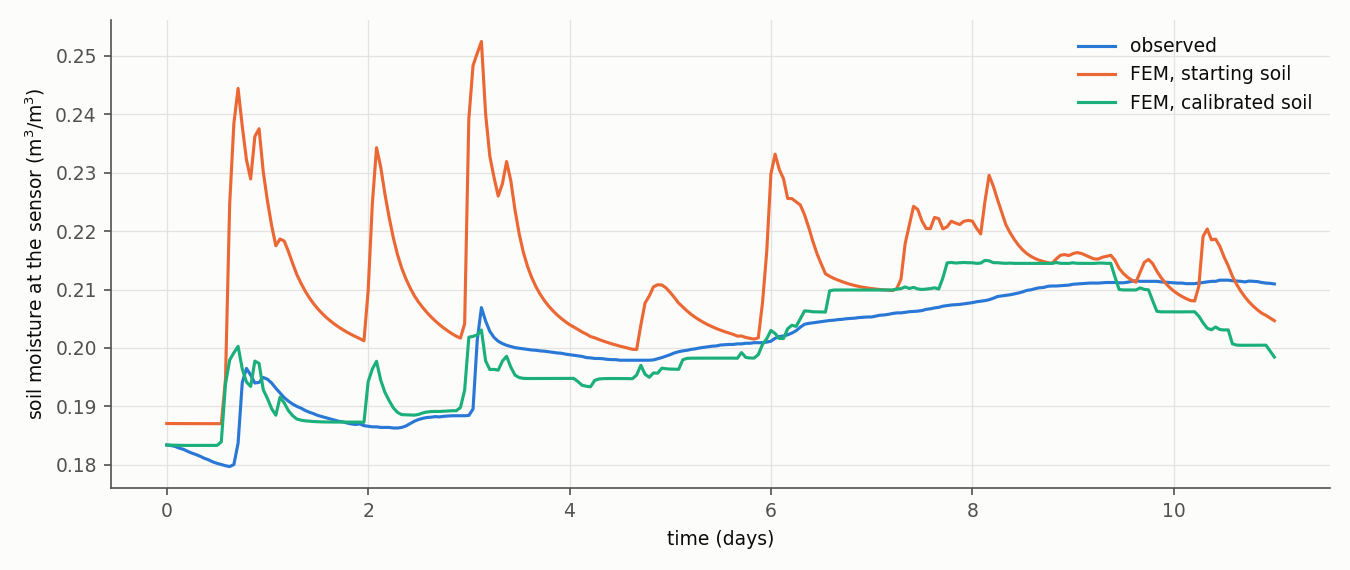 observed
FEM, starting soil
FEM, calibrated soil
soil moisture at the sensor (m³/m³)
0.25
0.24
0.23
0.22
0.21
0.20
0.19
0.18
0 2 4 6 8 10
time (days)